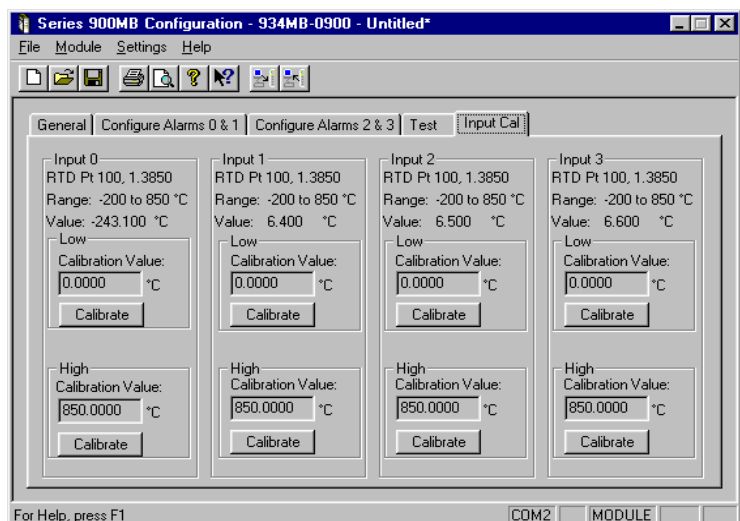 Series 900MB Configuration - 934MB-0900 - Untitled*
File Module Settings Help
General Configure Alarms 0 & 1 Configure Alarms 2 & 3 Test Input Cal
Input 0
RTD Pt 100, 1.3850
Range: -200 to 850 °C
Value: -243.100 °C
Low
Calibration Value:
0.0000 °C
Calibrate
High
Calibration Value:
850.0000 °C
Calibrate
Input 1
RTD Pt 100, 1.3850
Range: -200 to 850 °C
Value: 6.400 °C
Low
Calibration Value:
0.0000 °C
Calibrate
High
Calibration Value:
850.0000 °C
Calibrate
Input 2
RTD Pt 100, 1.3850
Range: -200 to 850 °C
Value: 6.500 °C
Low
Calibration Value:
0.0000 °C
Calibrate
High
Calibration Value:
850.0000 °C
Calibrate
Input 3
RTD Pt 100, 1.3850
Range: -200 to 850 °C
Value: 6.600 °C
Low
Calibration Value:
0.0000 °C
Calibrate
High
Calibration Value:
850.0000 °C
Calibrate
For Help, press F1 COM2 MODULE